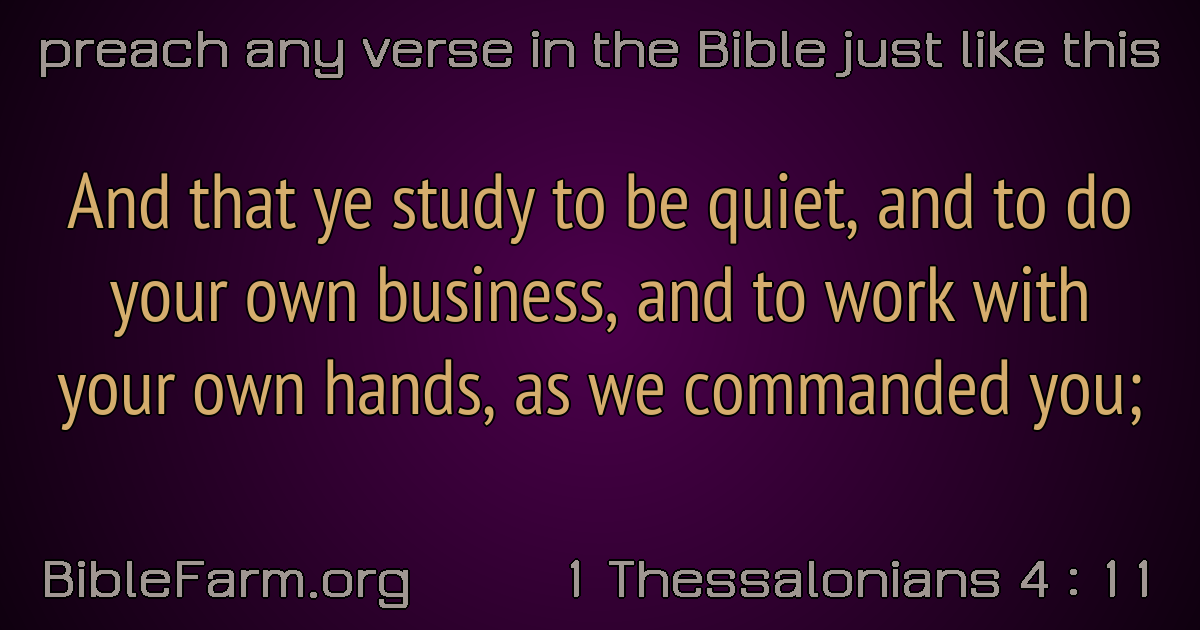 preach any verse in the Bible just like this
And that ye study to be quiet, and to do
your own business, and to work with
your own hands, as we commanded you;
BibleFarm.org
1 Thessalonians 4 : 11